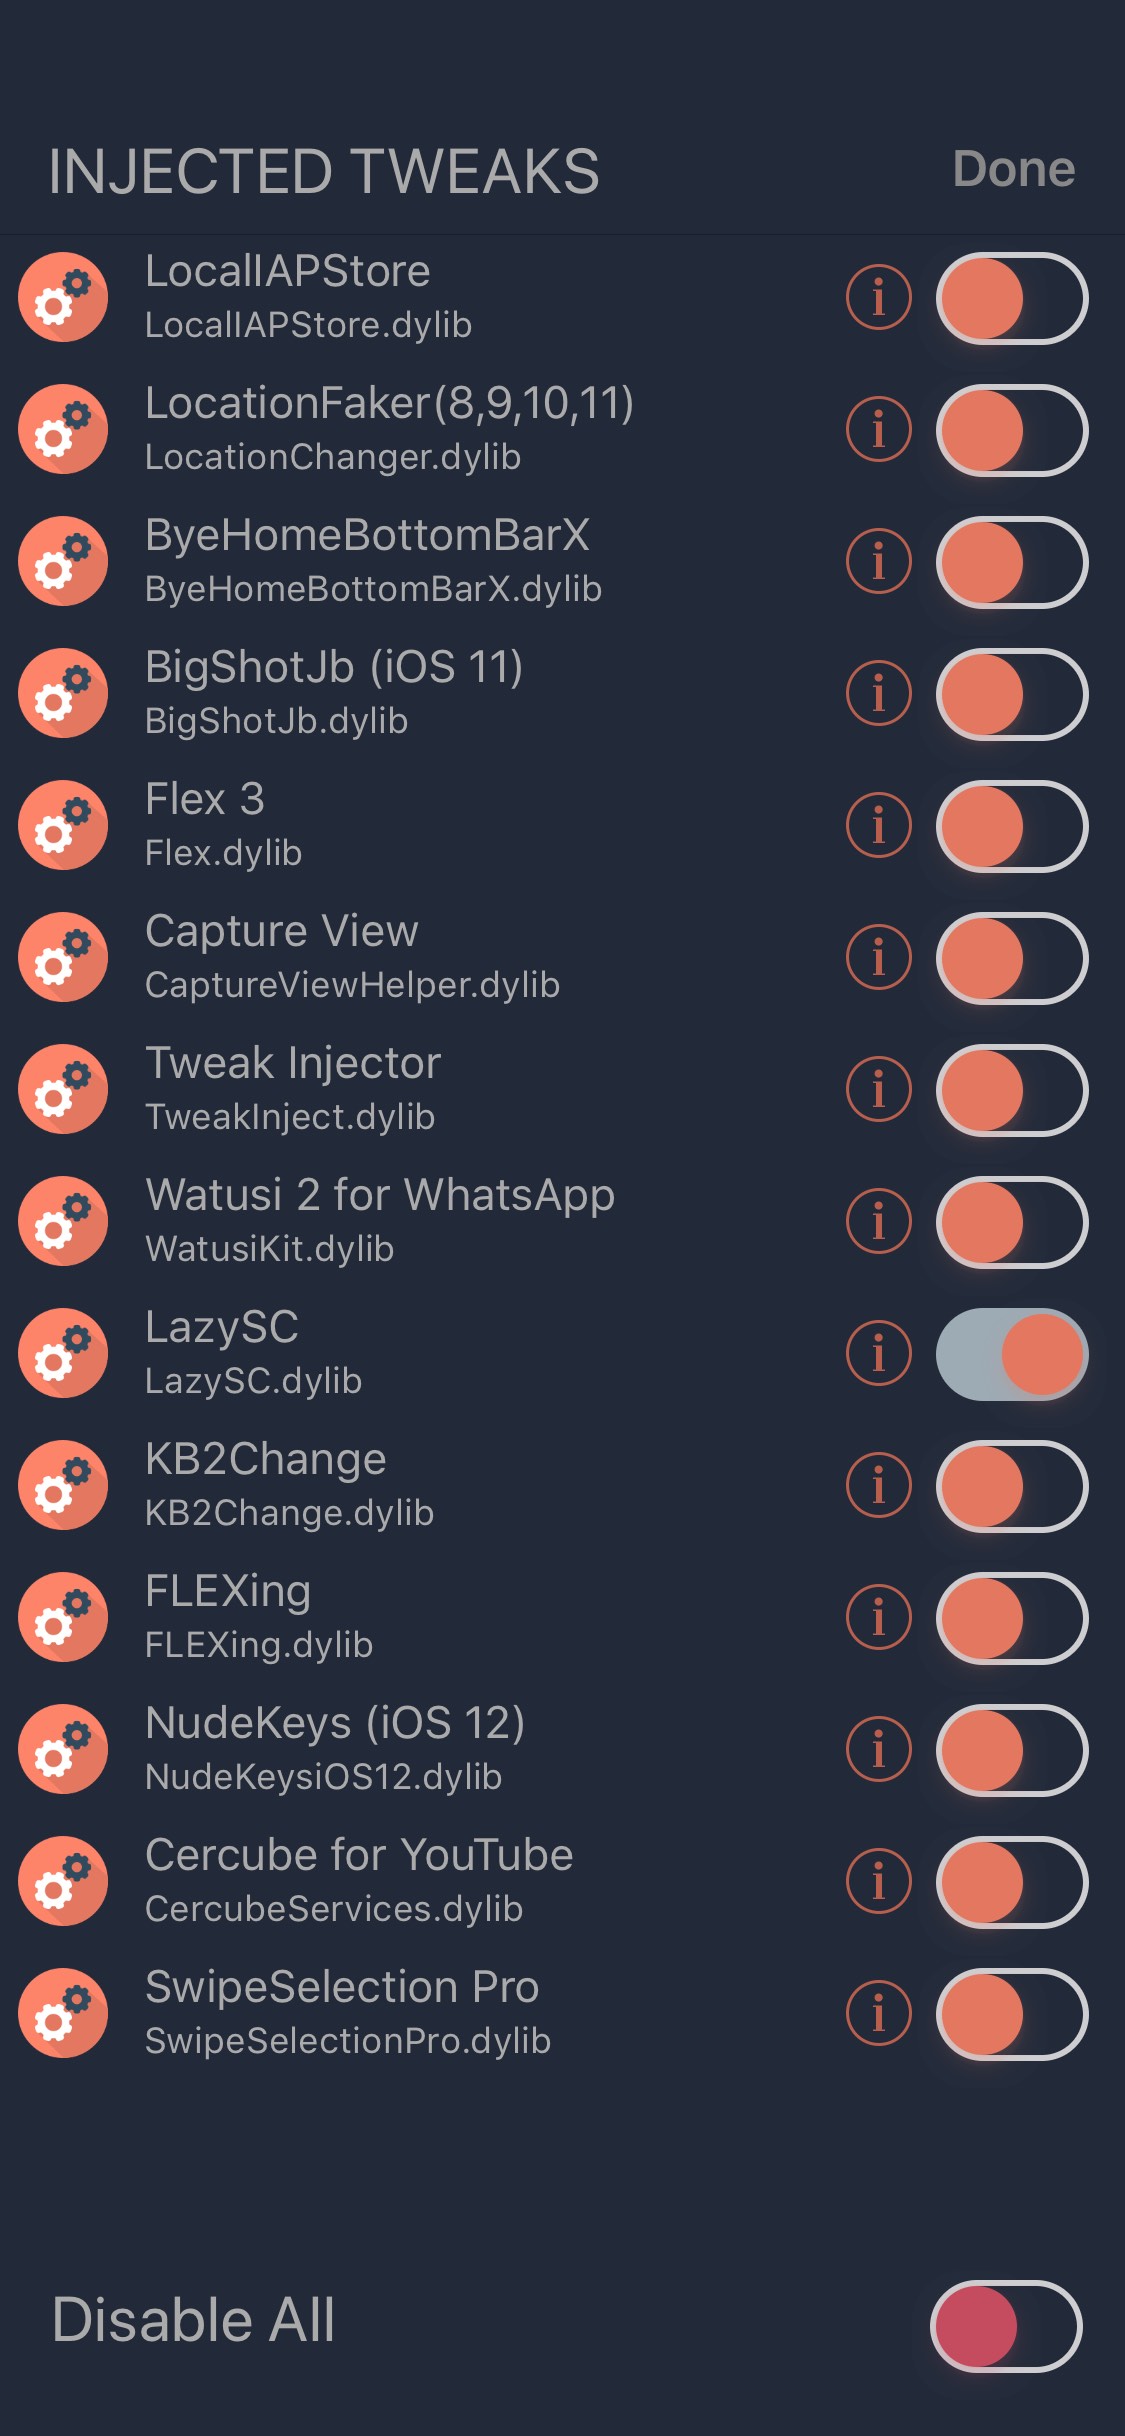 INJECTED TWEAKS
Done
LocalIAPStore
LocalIAPStore.dylib
LocationFaker(8,9,10,11)
LocationChanger.dylib
ByeHomeBottomBarX
ByeHomeBottomBarX.dylib
BigShotJb (iOS 11)
BigShotJb.dylib
Flex 3
Flex.dylib
Capture View
CaptureViewHelper.dylib
Tweak Injector
TweakInject.dylib
Watusi 2 for WhatsApp
WatusiKit.dylib
LazySC
LazySC.dylib
KB2Change
KB2Change.dylib
FLEXing
FLEXing.dylib
NudeKeys (iOS 12)
NudeKeysiOS12.dylib
Cercube for YouTube
CercubeServices.dylib
SwipeSelection Pro
SwipeSelectionPro.dylib
Disable All